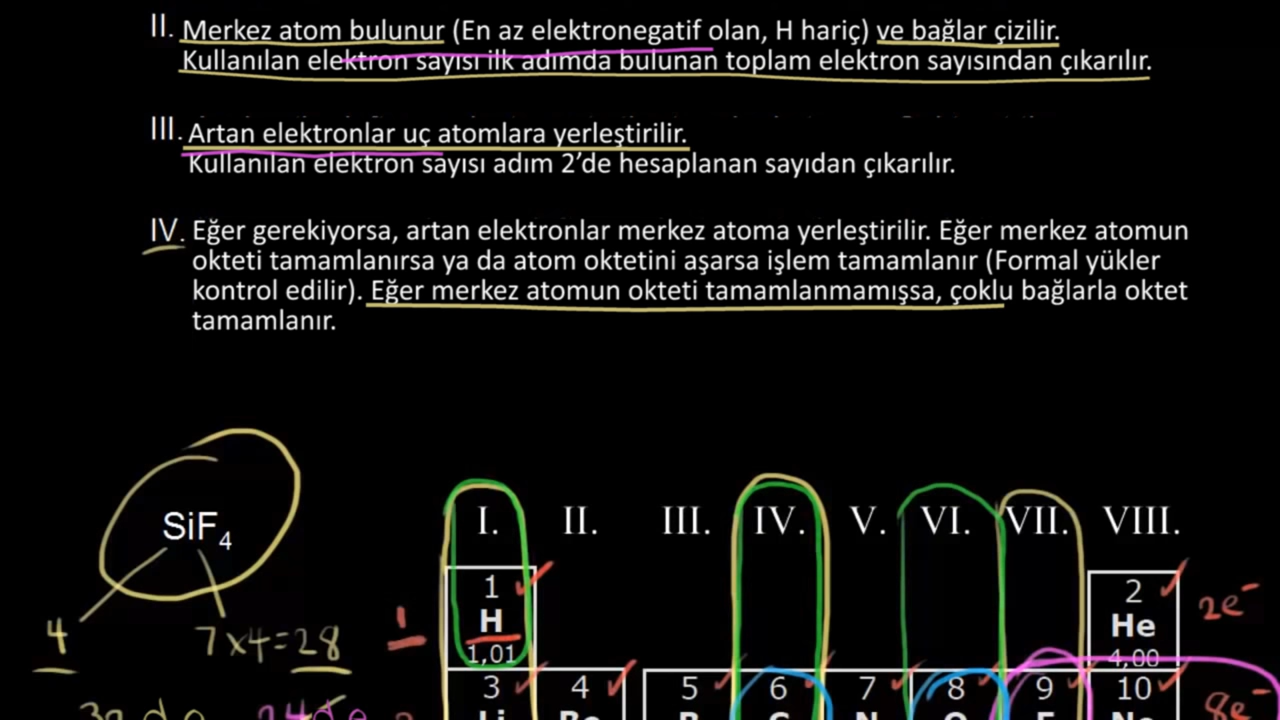 II. Merkez atom bulunur (En az elektronegatif olan, H hariç) ve bağlar çizilir.
Kullanılan elektron sayısı ilk adımda bulunan toplam elektron sayısından çıkarılır.
III. Artan elektronlar uç atomlara yerleştirilir.
Kullanılan elektron sayısı adım 2’de hesaplanan sayıdan çıkarılır.
IV. Eğer gerekiyorsa, artan elektronlar merkez atoma yerleştirilir. Eğer merkez atomun
okteti tamamlanırsa ya da atom oktetini aşarsa işlem tamamlanır (Formal yükler
kontrol edilir). Eğer merkez atomun okteti tamamlanmamışsa, çoklu bağlarla oktet
tamamlanır.
SiF₄
4 7x4=28
I. II. III. IV. V. VI. VII. VIII.
1
H
1,01
1
2
He
4,00
2e⁻
3 4 5 6 7 8 9 10
8e⁻